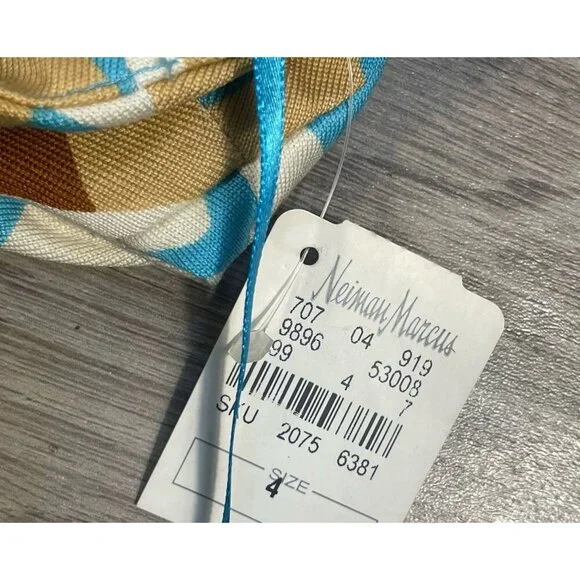 Neiman Marcus
707 04 919
9896 53008
99 4 7
SKU 2075 6381
SIZE
4